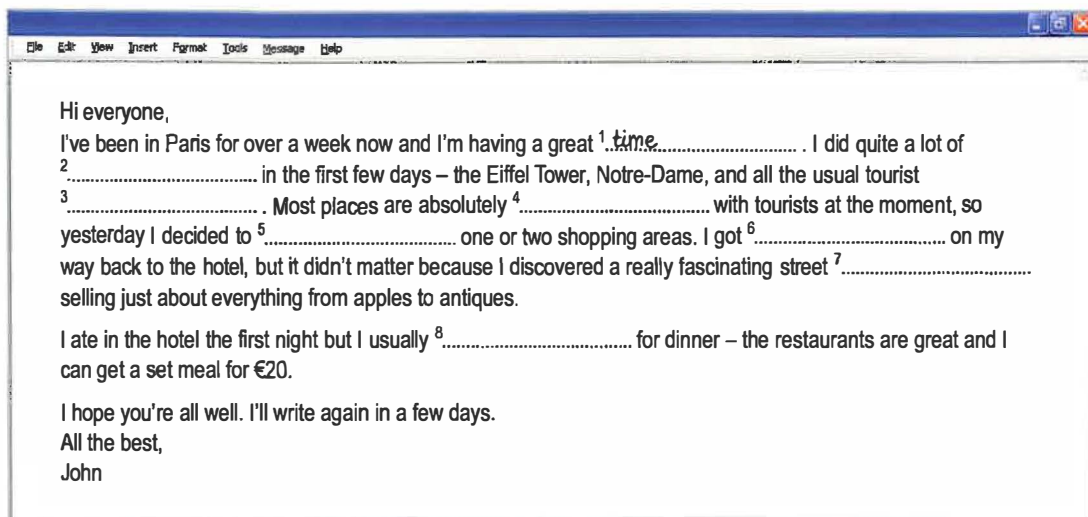 File Edit View Insert Format Tools Message Help
Hi everyone,
I've been in Paris for over a week now and I'm having a great 1..time.............................. . I did quite a lot of
2....................................... in the first few days – the Eiffel Tower, Notre-Dame, and all the usual tourist
3....................................... . Most places are absolutely 4....................................... with tourists at the moment, so
yesterday I decided to 5....................................... one or two shopping areas. I got 6....................................... on my
way back to the hotel, but it didn't matter because I discovered a really fascinating street 7.......................................
selling just about everything from apples to antiques.
I ate in the hotel the first night but I usually 8....................................... for dinner – the restaurants are great and I
can get a set meal for €20.
I hope you're all well. I'll write again in a few days.
All the best,
John